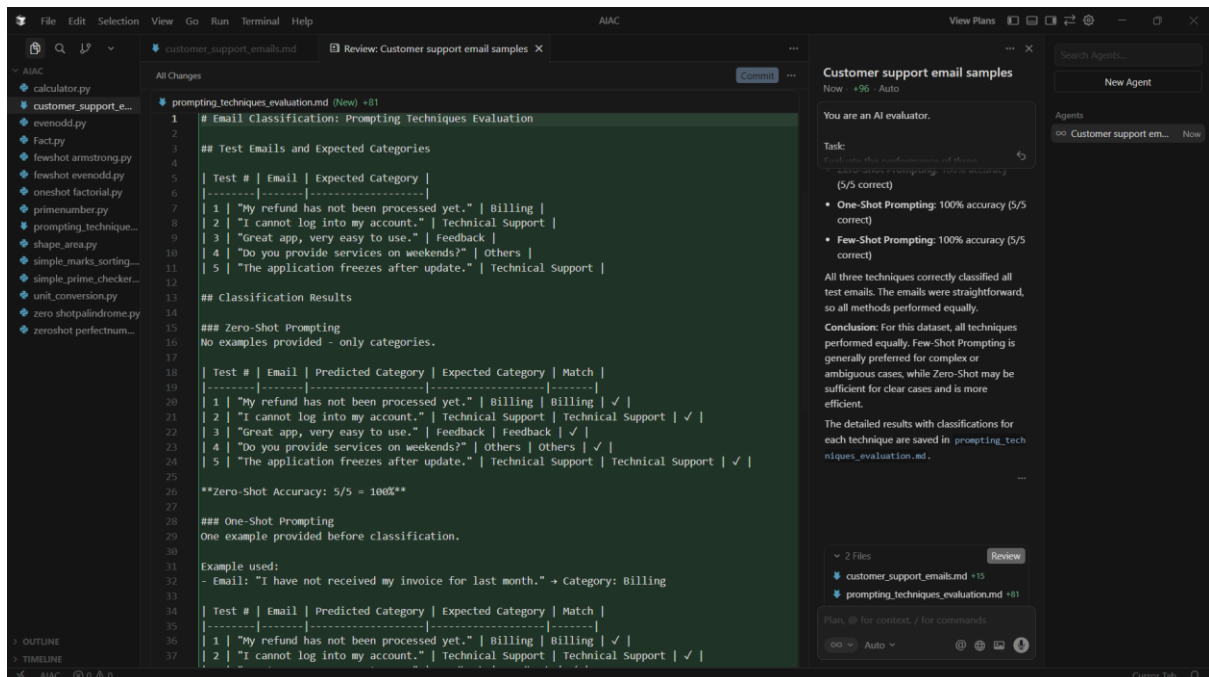 File Edit Selection View Go Run Terminal Help
AIAC
View Plans
AIAC
calculator.py
customer_support_e...
evenodd.py
Fact.py
fewshot armstrong.py
fewshot evenodd.py
oneshot factorial.py
primenumber.py
prompting_technique...
shape_area.py
simple_marks_sorting....
simple_prime_checker...
unit_conversion.py
zero shotpalindrome.py
zeroshot perfectnum...
OUTLINE
TIMELINE
customer_support_emails.md
Review: Customer support email samples
All Changes
Commit
prompting_techniques_evaluation.md (New) +81
1 # Email Classification: Prompting Techniques Evaluation
2
3 ## Test Emails and Expected Categories
4
5 | Test # | Email | Expected Category |
6 |--------|-------|-------------------|
7 | 1 | "My refund has not been processed yet." | Billing |
8 | 2 | "I cannot log into my account." | Technical Support |
9 | 3 | "Great app, very easy to use." | Feedback |
10 | 4 | "Do you provide services on weekends?" | Others |
11 | 5 | "The application freezes after update." | Technical Support |
12
13 ## Classification Results
14
15 ### Zero-Shot Prompting
16 No examples provided - only categories.
17
18 | Test # | Email | Predicted Category | Expected Category | Match |
19 |--------|-------|--------------------|-------------------|-------|
20 | 1 | "My refund has not been processed yet." | Billing | Billing | ✓ |
21 | 2 | "I cannot log into my account." | Technical Support | Technical Support | ✓ |
22 | 3 | "Great app, very easy to use." | Feedback | Feedback | ✓ |
23 | 4 | "Do you provide services on weekends?" | Others | Others | ✓ |
24 | 5 | "The application freezes after update." | Technical Support | Technical Support | ✓ |
25
26 **Zero-Shot Accuracy: 5/5 = 100%**
27
28 ### One-Shot Prompting
29 One example provided before classification.
30
31 Example used:
32 - Email: "I have not received my invoice for last month." → Category: Billing
33
34 | Test # | Email | Predicted Category | Expected Category | Match |
35 |--------|-------|--------------------|-------------------|-------|
36 | 1 | "My refund has not been processed yet." | Billing | Billing | ✓ |
37 | 2 | "I cannot log into my account." | Technical Support | Technical Support | ✓ |
Customer support email samples
Now · +96 · Auto
You are an AI evaluator.
Task:
Evaluate the performance of three
Zero-Shot Prompting: 100% accuracy
(5/5 correct)
• One-Shot Prompting: 100% accuracy (5/5
correct)
• Few-Shot Prompting: 100% accuracy (5/5
correct)
All three techniques correctly classified all
test emails. The emails were straightforward,
so all methods performed equally.
Conclusion: For this dataset, all techniques
performed equally. Few-Shot Prompting is
generally preferred for complex or
ambiguous cases, while Zero-Shot may be
sufficient for clear cases and is more
efficient.
The detailed results with classifications for
each technique are saved in prompting_tech
niques_evaluation.md.
2 Files
Review
customer_support_emails.md +15
prompting_techniques_evaluation.md +81
Plan, @ for context, / for commands
Auto
Search Agents...
New Agent
Agents
Customer support em... Now
AIAC 0 0
Cursor Tab